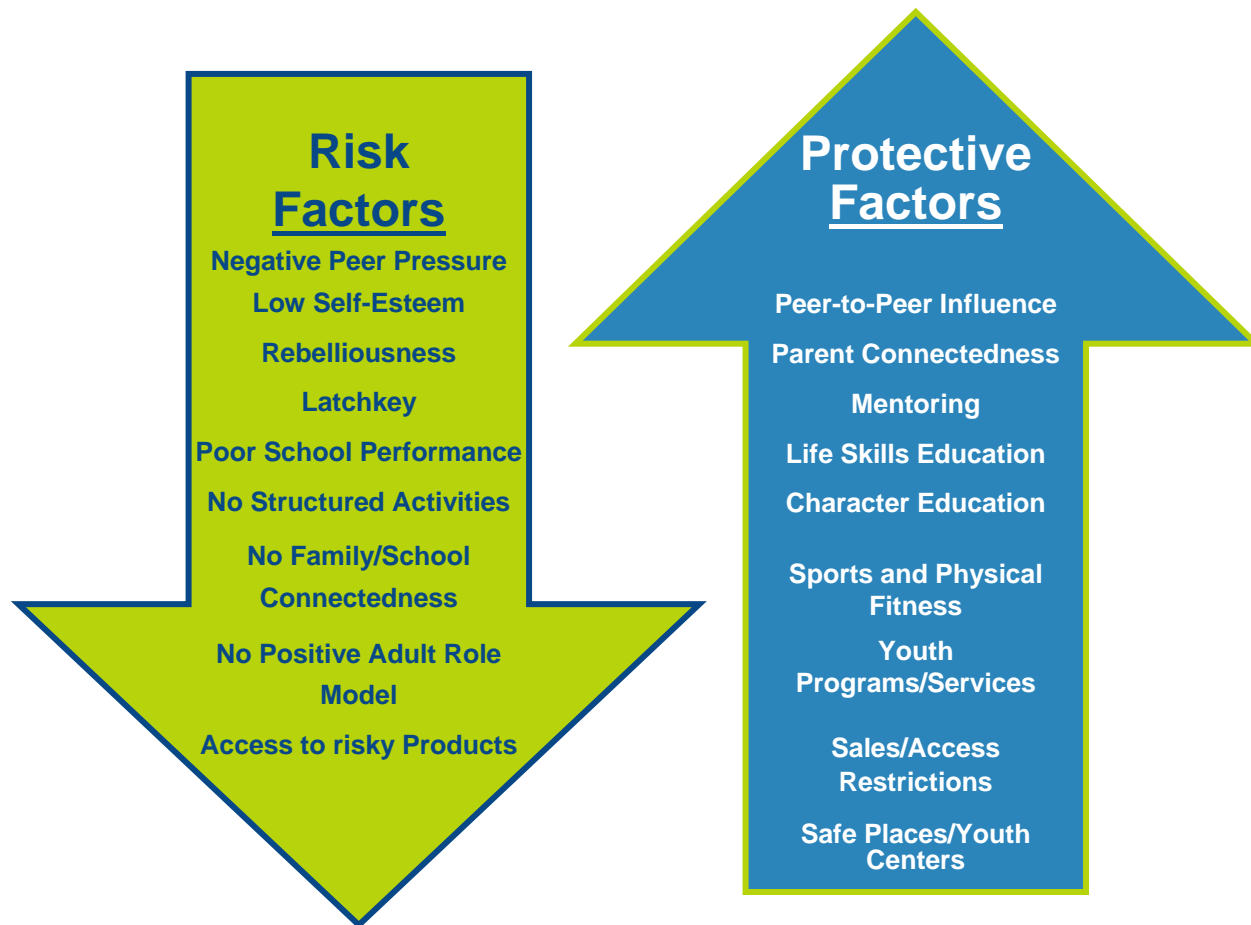 Risk
Factors
Negative Peer Pressure
Low Self-Esteem
Rebelliousness
Latchkey
Poor School Performance
No Structured Activities
No Family/School
Connectedness
No Positive Adult Role
Model
Access to risky Products
Protective
Factors
Peer-to-Peer Influence
Parent Connectedness
Mentoring
Life Skills Education
Character Education
Sports and Physical
Fitness
Youth
Programs/Services
Sales/Access
Restrictions
Safe Places/Youth
Centers